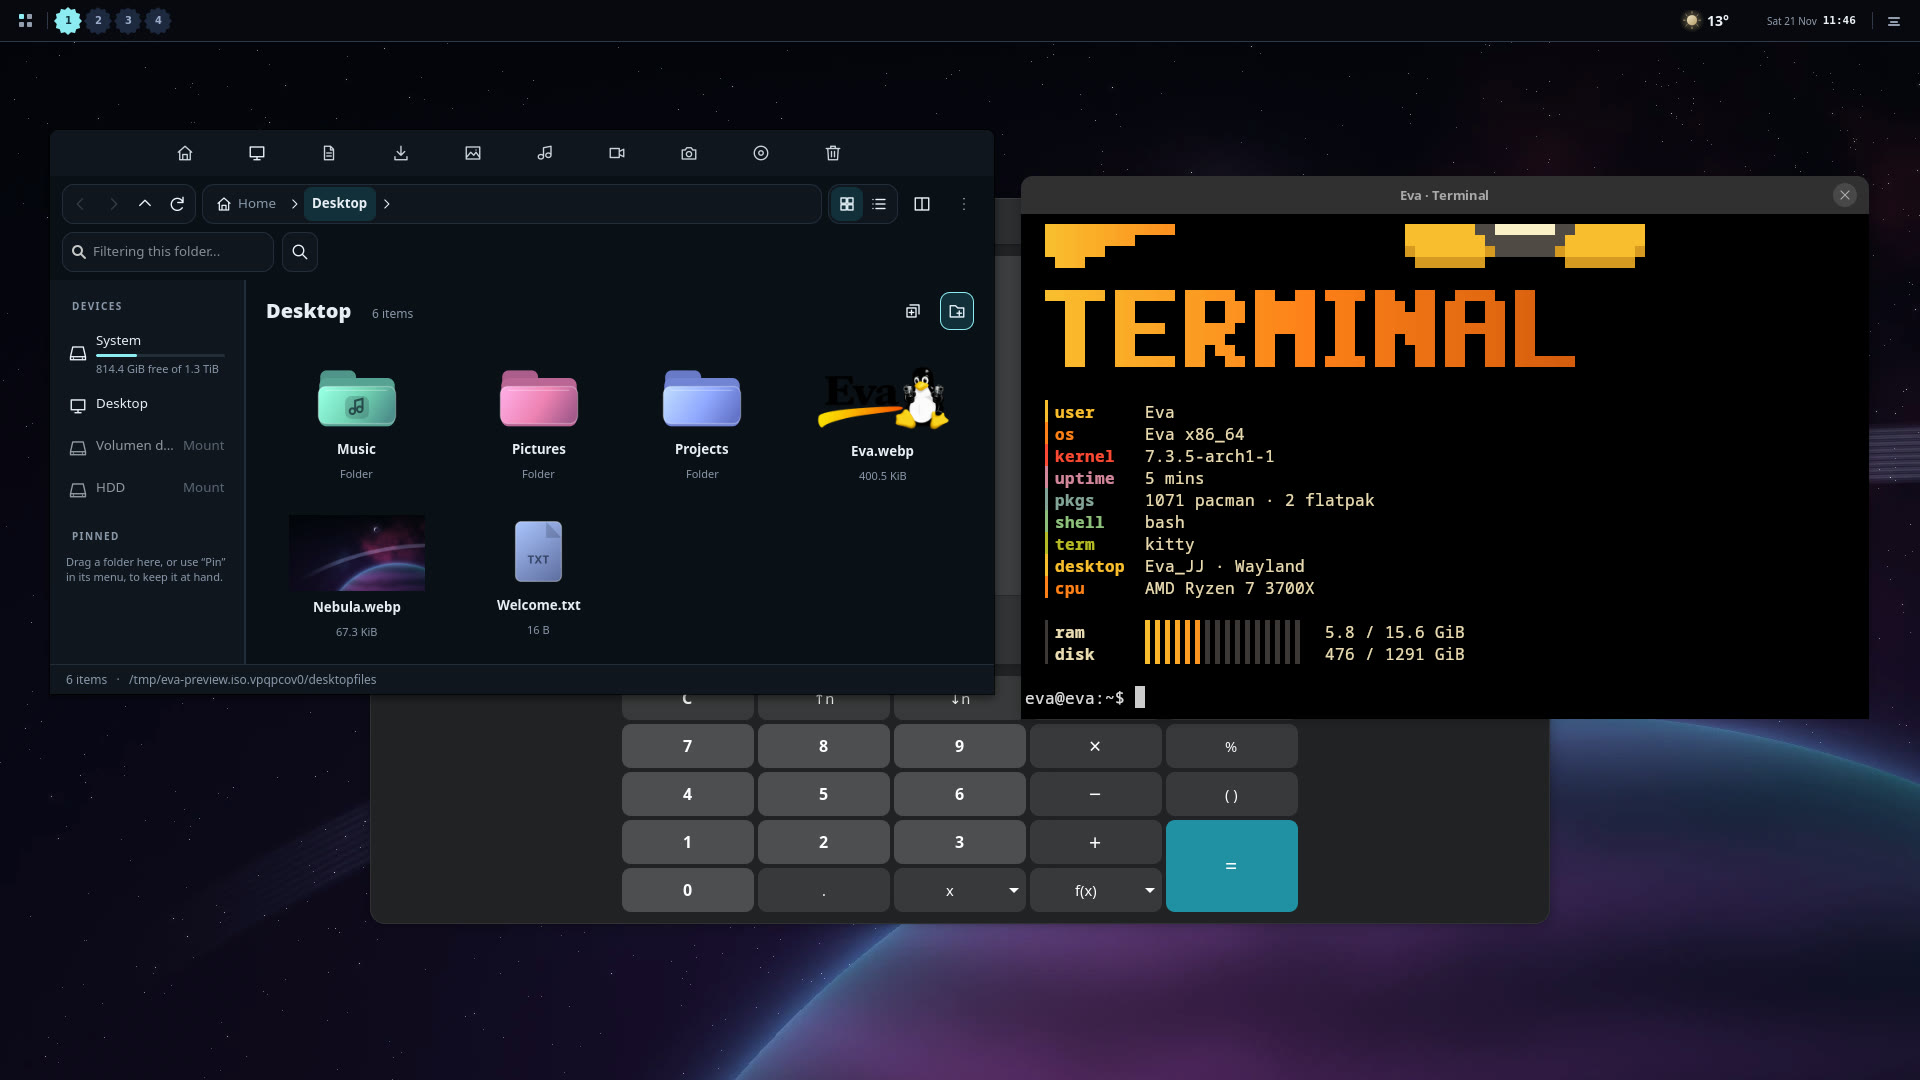 1 2 3 4
13°
Sat 21 Nov 11:46
Home
Desktop
Filtering this folder...
DEVICES
System
814.4 GiB free of 1.3 TiB
Desktop
Volumen d... Mount
HDD Mount
PINNED
Drag a folder here, or use “Pin”
in its menu, to keep it at hand.
Desktop 6 items
Music
Folder
Pictures
Folder
Projects
Folder
Eva
Eva.webp
400.5 KiB
Nebula.webp
67.3 KiB
TXT
Welcome.txt
16 B
6 items · /tmp/eva-preview.iso.vpqpcov0/desktopfiles
Eva · Terminal
TERMINAL
user Eva
os Eva x86_64
kernel 7.3.5-arch1-1
uptime 5 mins
pkgs 1071 pacman · 2 flatpak
shell bash
term kitty
desktop Eva_JJ · Wayland
cpu AMD Ryzen 7 3700X
ram 5.8 / 15.6 GiB
disk 476 / 1291 GiB
eva@eva:~$
C ↑n ↓n
7 8 9 × %
4 5 6 − ( )
1 2 3 +
=
0 . x f(x)